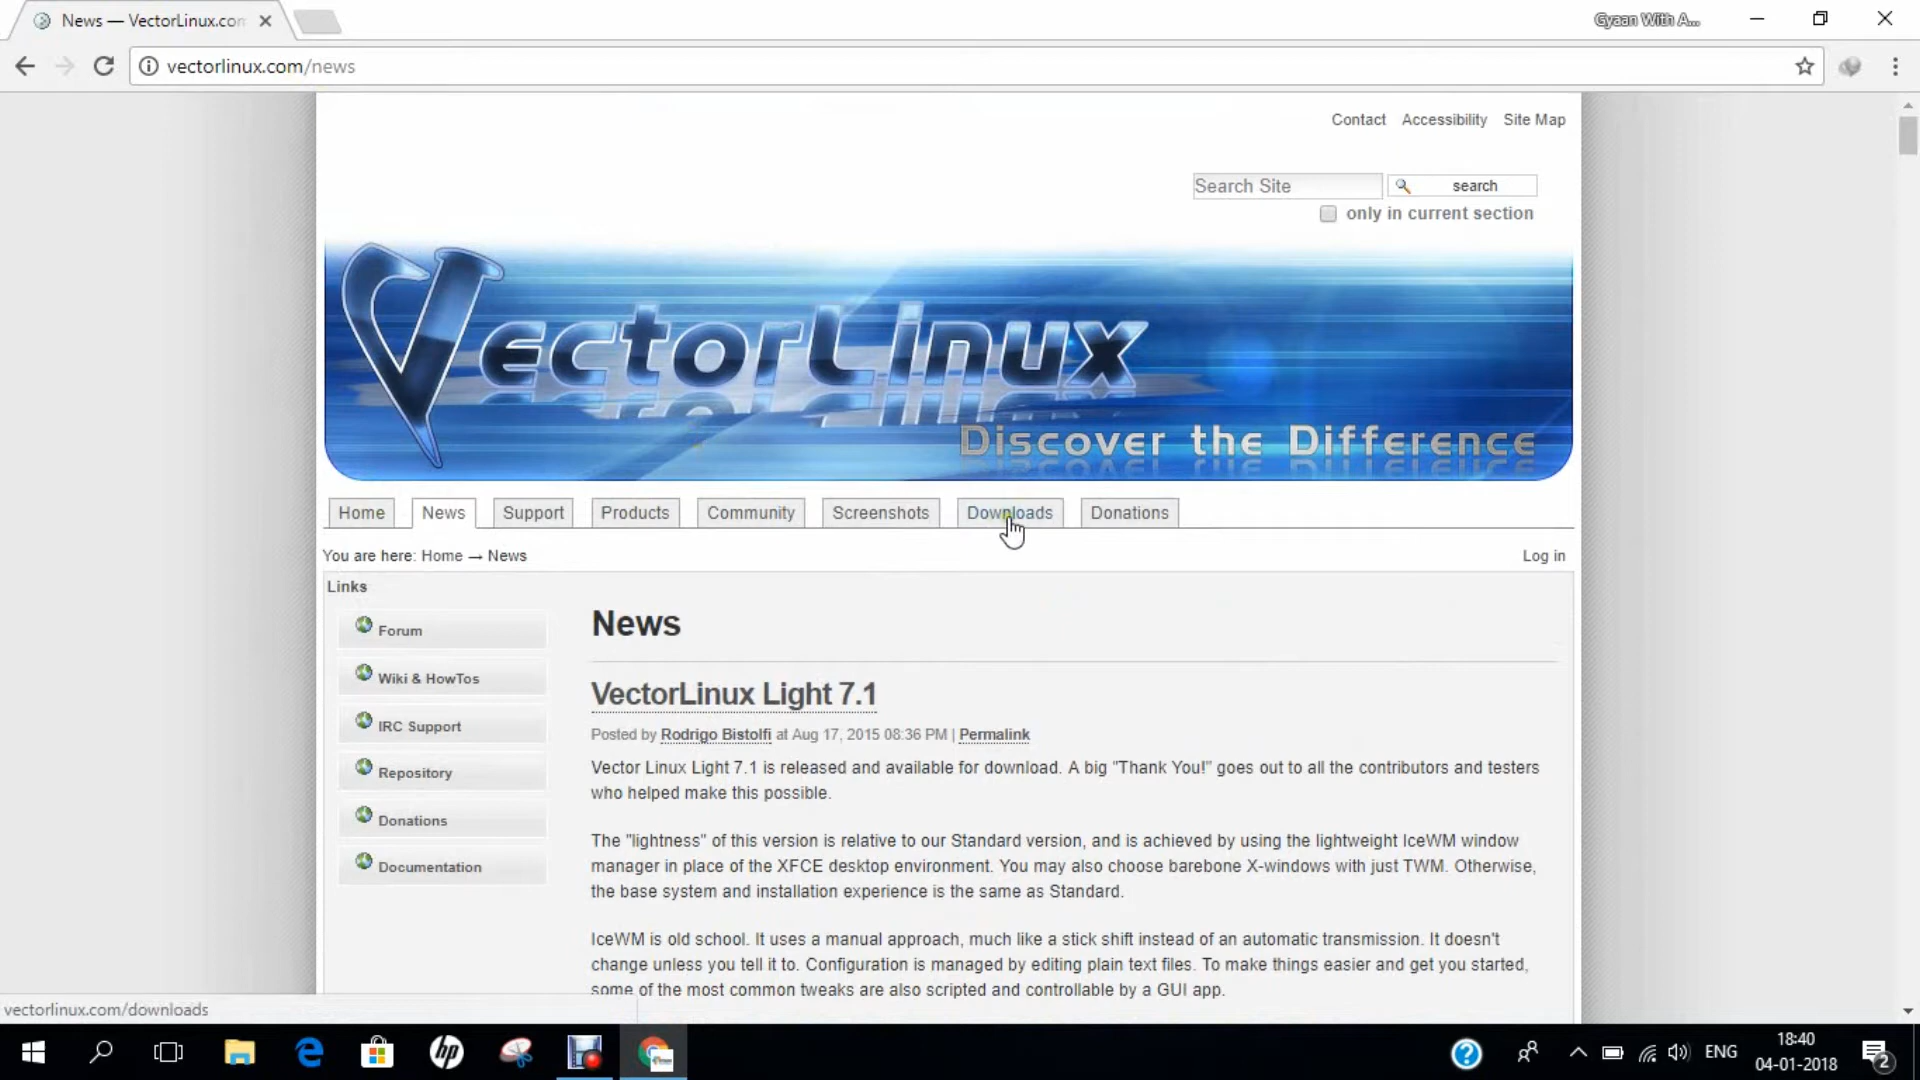 News — VectorLinux.con
Gyaan With A...
vectorlinux.com/news
Contact Accessibility Site Map
Search Site search
only in current section
VectorLinux
Discover the Difference
Home News Support Products Community Screenshots Downloads Donations
You are here: Home → News Log in
Links
Forum
Wiki & HowTos
IRC Support
Repository
Donations
Documentation
News
VectorLinux Light 7.1
Posted by Rodrigo Bistolfi at Aug 17, 2015 08:36 PM | Permalink
Vector Linux Light 7.1 is released and available for download. A big "Thank You!" goes out to all the contributors and testers
who helped make this possible.
The "lightness" of this version is relative to our Standard version, and is achieved by using the lightweight IceWM window
manager in place of the XFCE desktop environment. You may also choose barebone X-windows with just TWM. Otherwise,
the base system and installation experience is the same as Standard.
IceWM is old school. It uses a manual approach, much like a stick shift instead of an automatic transmission. It doesn't
change unless you tell it to. Configuration is managed by editing plain text files. To make things easier and get you started,
some of the most common tweaks are also scripted and controllable by a GUI app.
vectorlinux.com/downloads
hp
ENG
18:40
04-01-2018
2